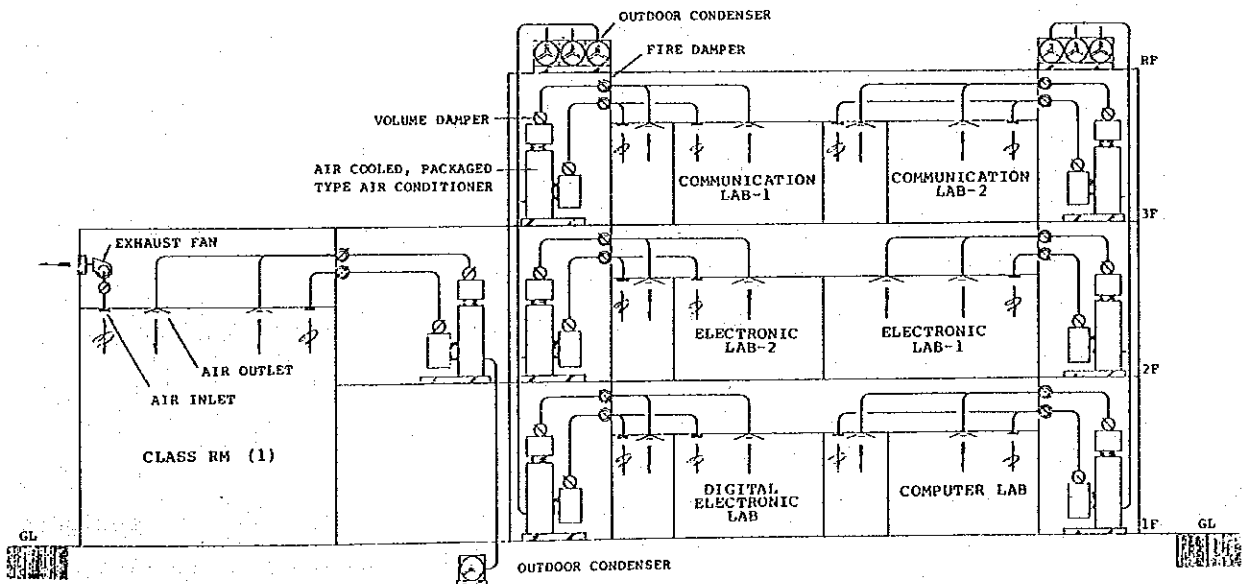 OUTDOOR CONDENSER
FIRE DAMPER
RF
VOLUME DAMPER
AIR COOLED, PACKAGED
TYPE AIR CONDITIONER
COMMUNICATION
LAB-1
COMMUNICATION
LAB-2
3F
EXHAUST FAN
ELECTRONIC
LAB-2
ELECTRONIC
LAB-1
AIR OUTLET
2F
AIR INLET
CLASS RM (1)
DIGITAL
ELECTRONIC
LAB
COMPUTER LAB
1F
GL
GL
OUTDOOR CONDENSER